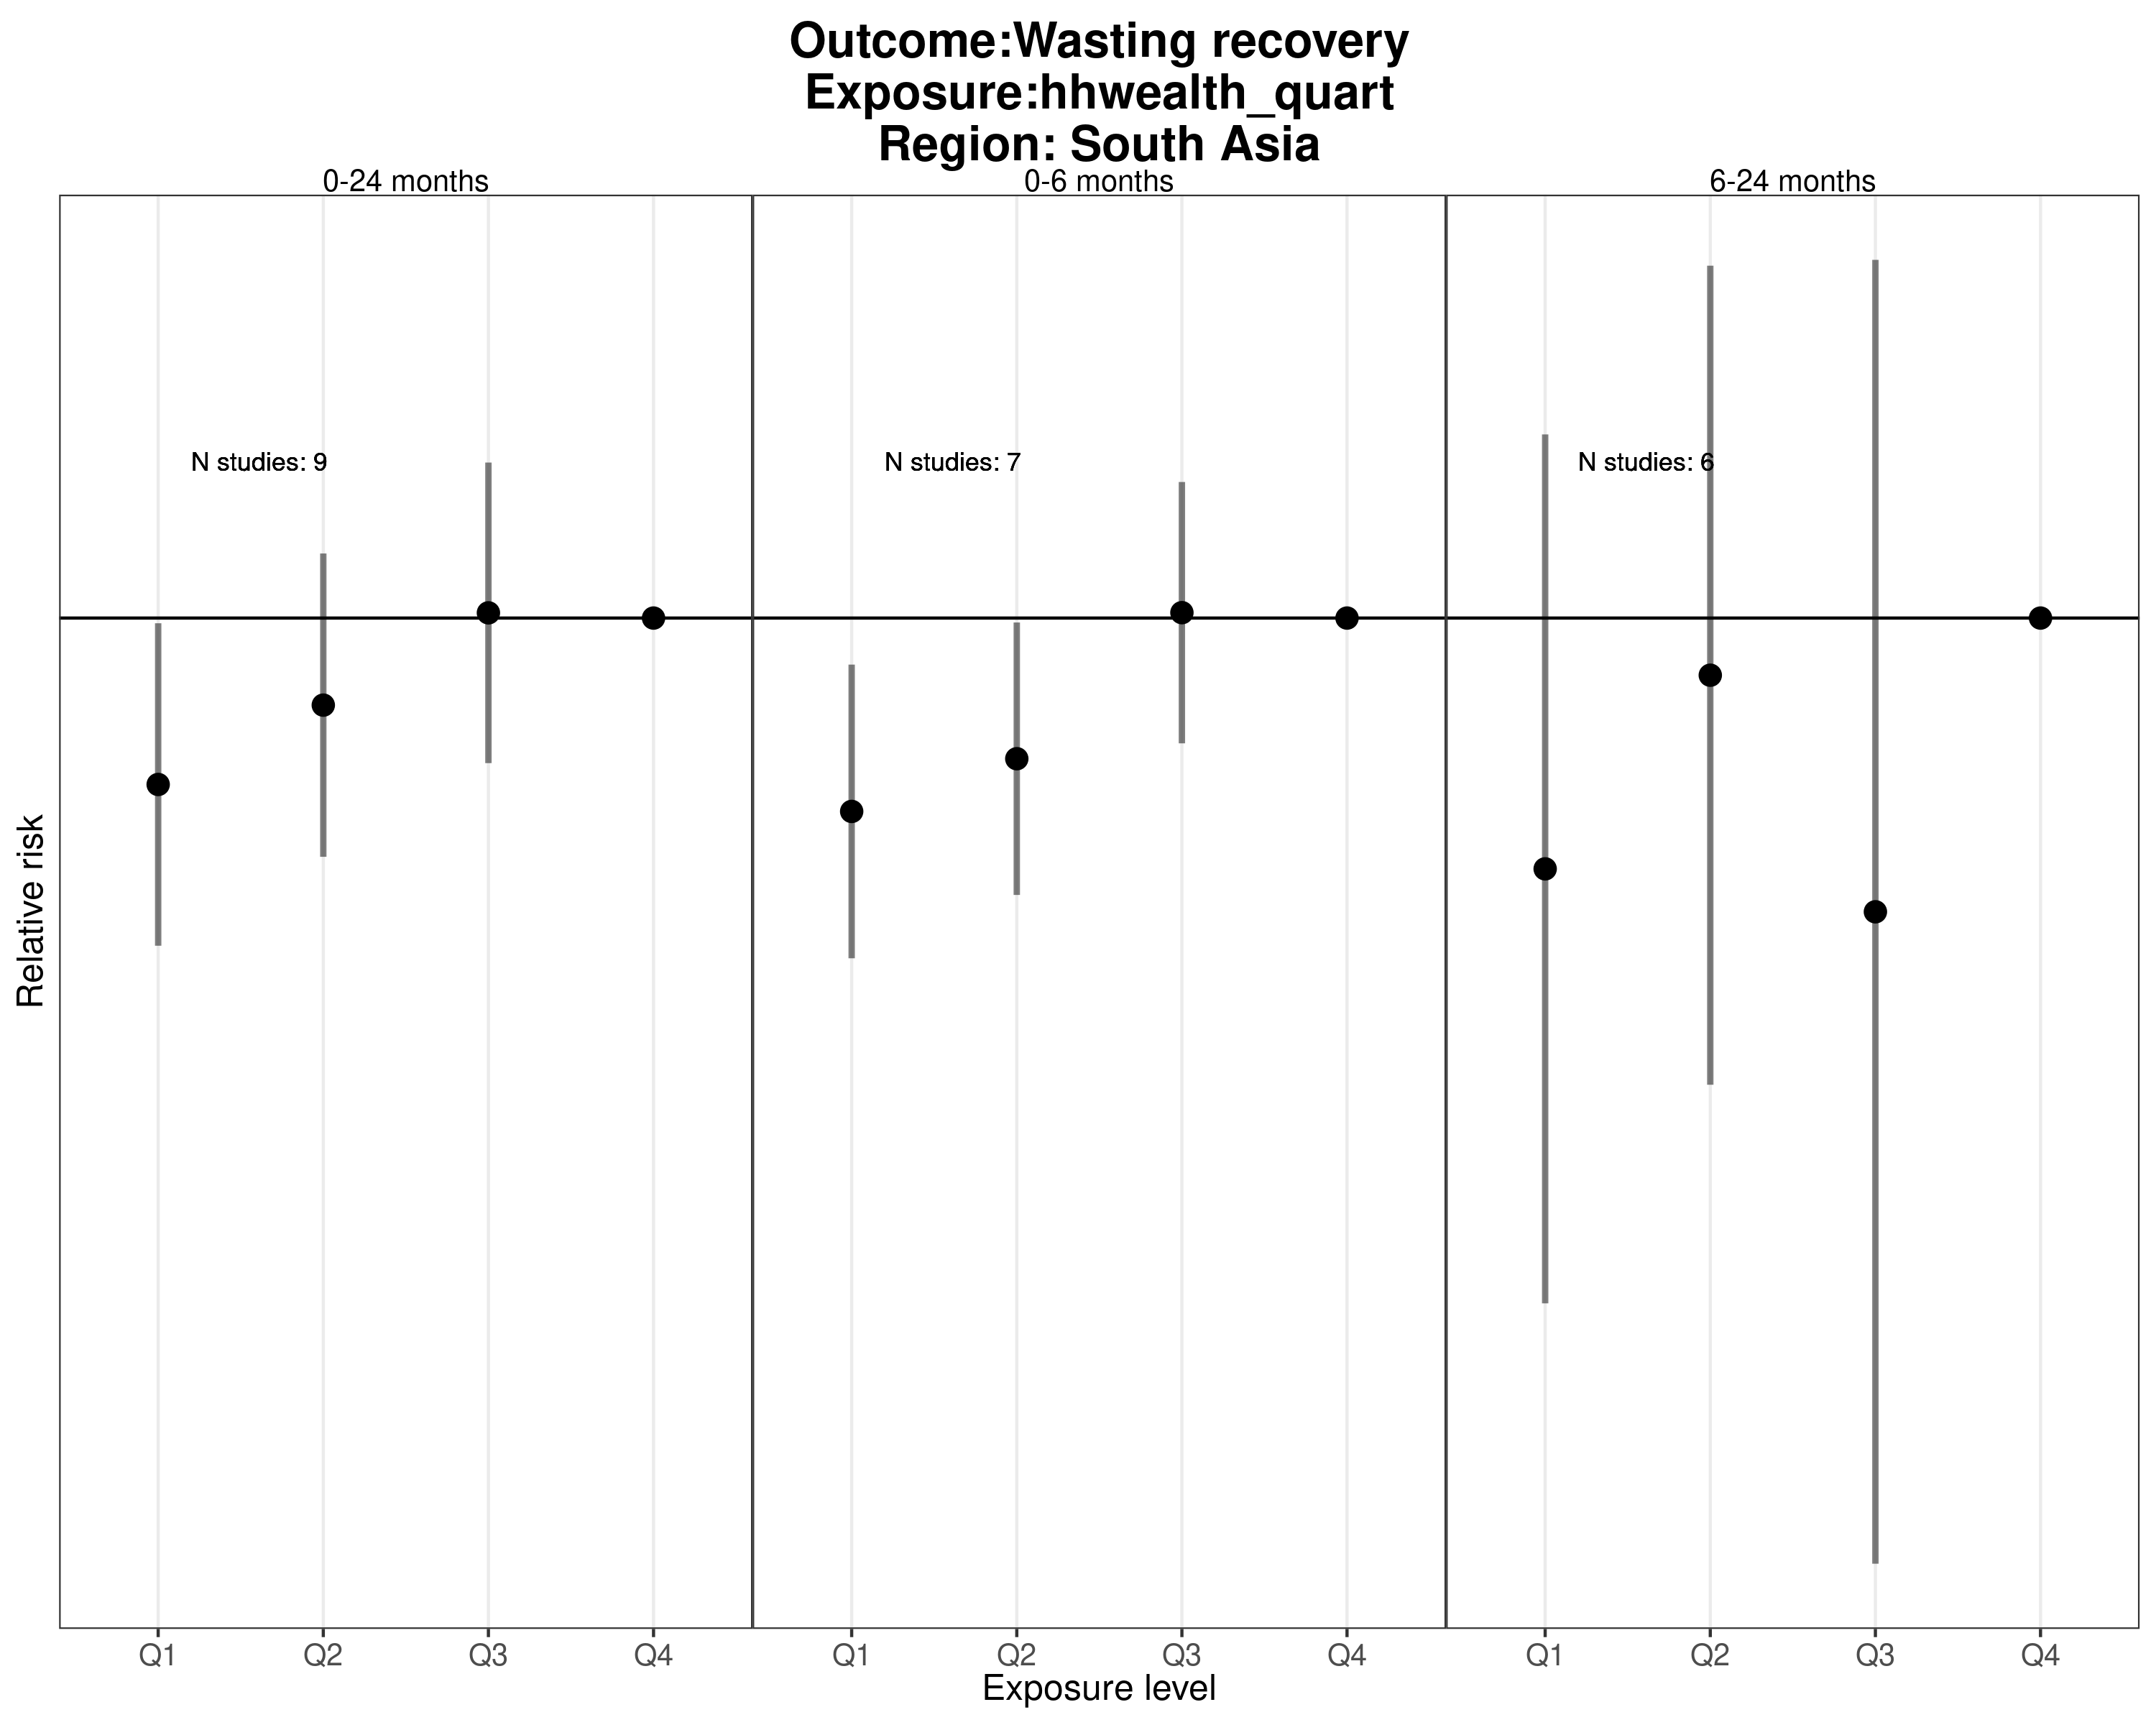 Outcome:Wasting recovery
Exposure:hhwealth_quart
Region: South Asia
0-24 months
0-6 months
6-24 months
N studies: 9
N studies: 7
N studies: 6
Relative risk
Q1 Q2 Q3 Q4
Q1 Q2 Q3 Q4
Q1 Q2 Q3 Q4
Exposure level